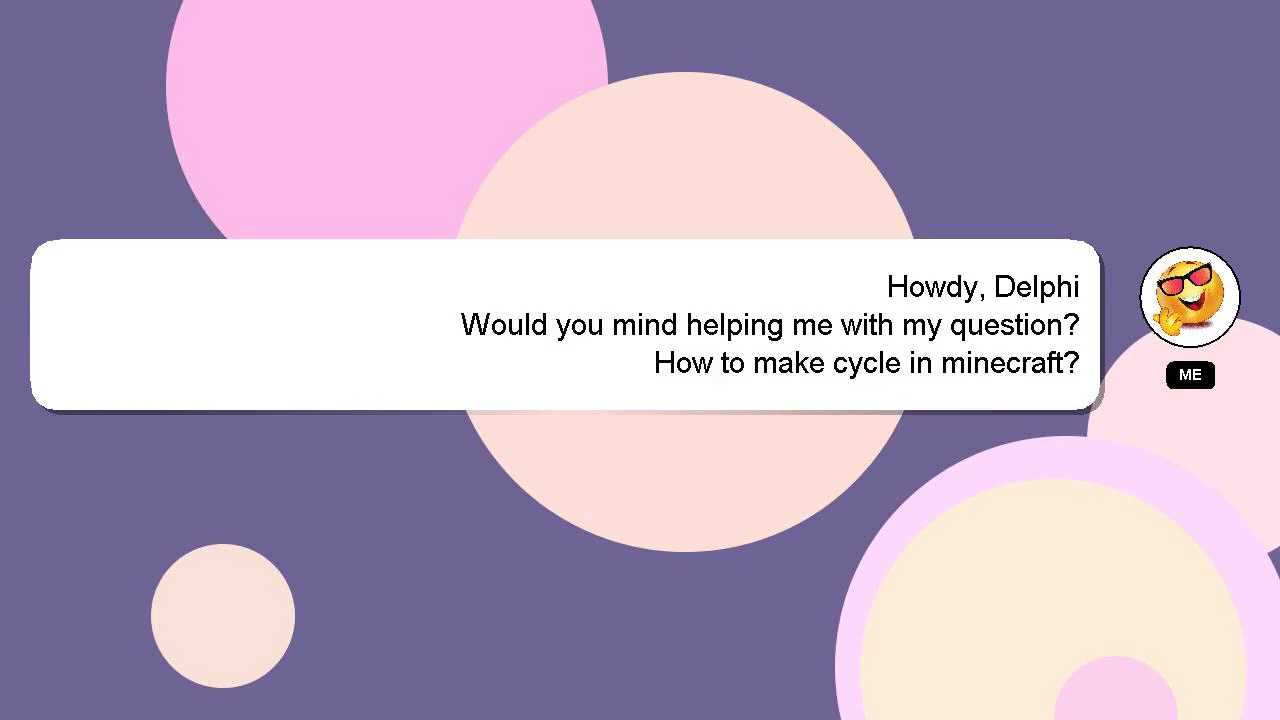 Howdy, Delphi
Would you mind helping me with my question?
How to make cycle in minecraft?
ME